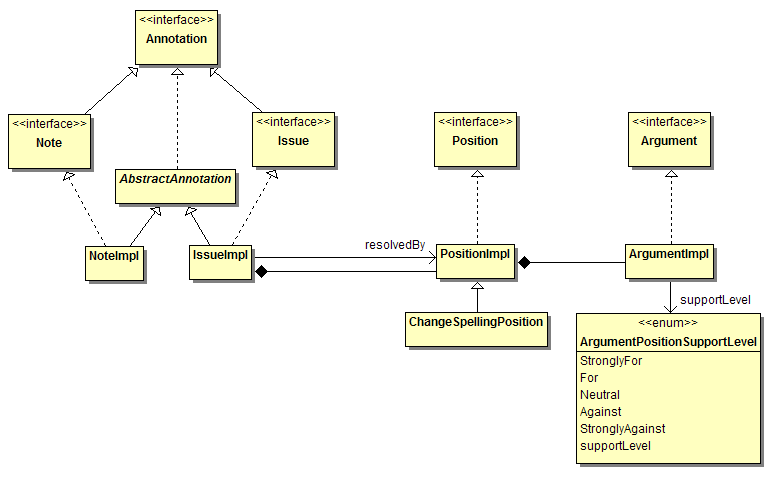 <<interface>>
Annotation
<<interface>>
Note
<<interface>>
Issue
<<interface>>
Position
<<interface>>
Argument
AbstractAnnotation
NoteImpl
IssueImpl
resolvedBy
PositionImpl
ArgumentImpl
supportLevel
ChangeSpellingPosition
<<enum>>
ArgumentPositionSupportLevel
StronglyFor
For
Neutral
Against
StronglyAgainst
supportLevel